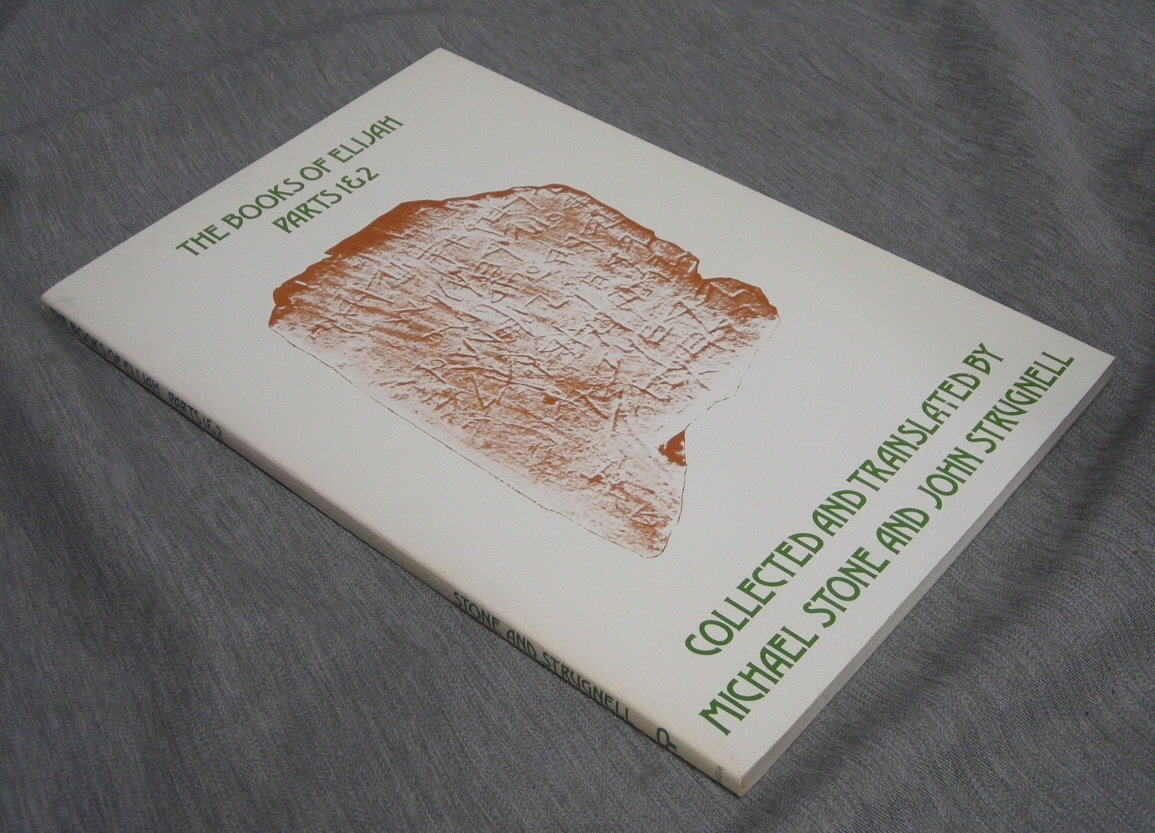 THE BOOKS OF ELIJAH
PARTS 1&2
COLLECTED AND TRANSLATED BY
MICHAEL STONE AND JOHN STRUGNELL
THE BOOKS OF ELIJAH PARTS 1&2
STONE AND STRUGNELL